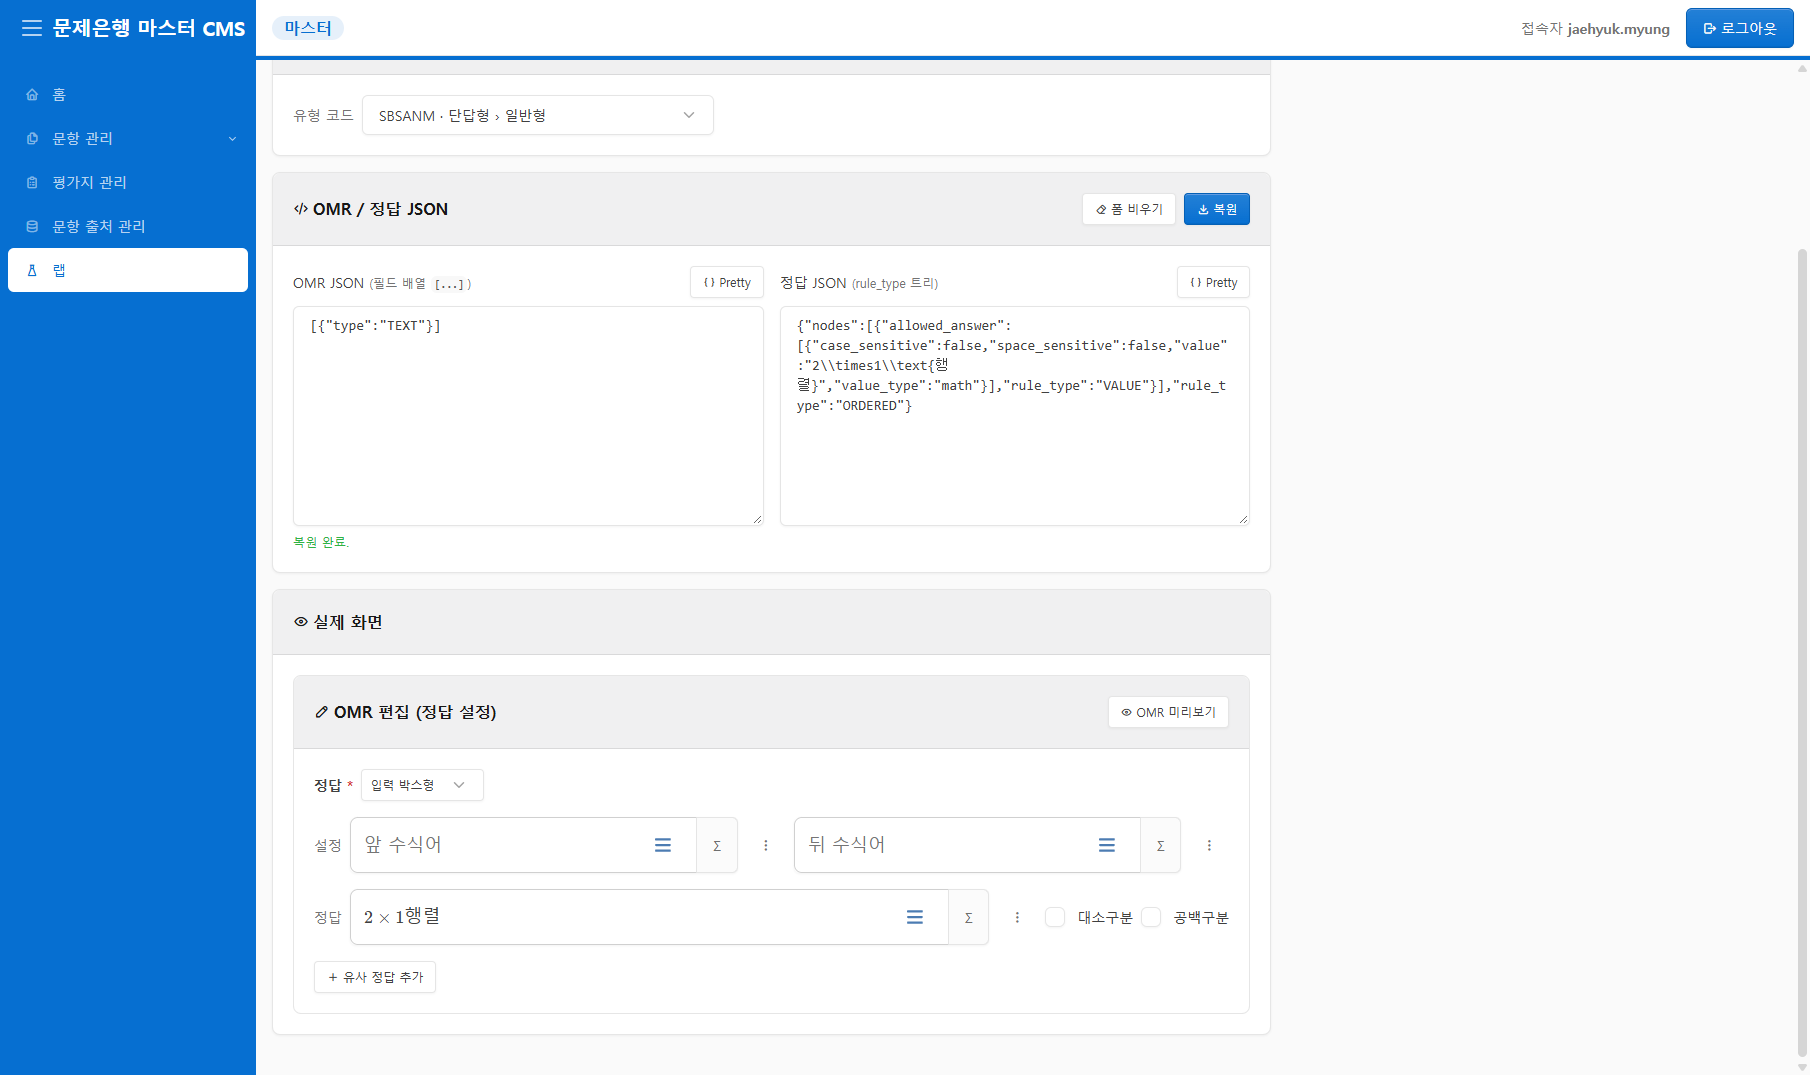 문제은행 마스터 CMS
마스터
접속자 jaehyuk.myung
로그아웃
홈
문항 관리
평가지 관리
문항 출처 관리
랩
유형 코드
SBSANM · 단답형 › 일반형
OMR / 정답 JSON
폼 비우기
복원
OMR JSON (필드 배열 [...])
{} Pretty
정답 JSON (rule_type 트리)
{} Pretty
[{"type":"TEXT"}]
{"nodes":[{"allowed_answer":
[{"case_sensitive":false,"space_sensitive":false,"value"
:"2\\times1\\text{행
렬}","value_type":"math"}],"rule_type":"VALUE"}],"rule_t
ype":"ORDERED"}
복원 완료.
실제 화면
OMR 편집 (정답 설정)
OMR 미리보기
정답 *
입력 박스형
설정
앞 수식어
Σ
뒤 수식어
Σ
정답
2 × 1행렬
Σ
대소구분
공백구분
+ 유사 정답 추가